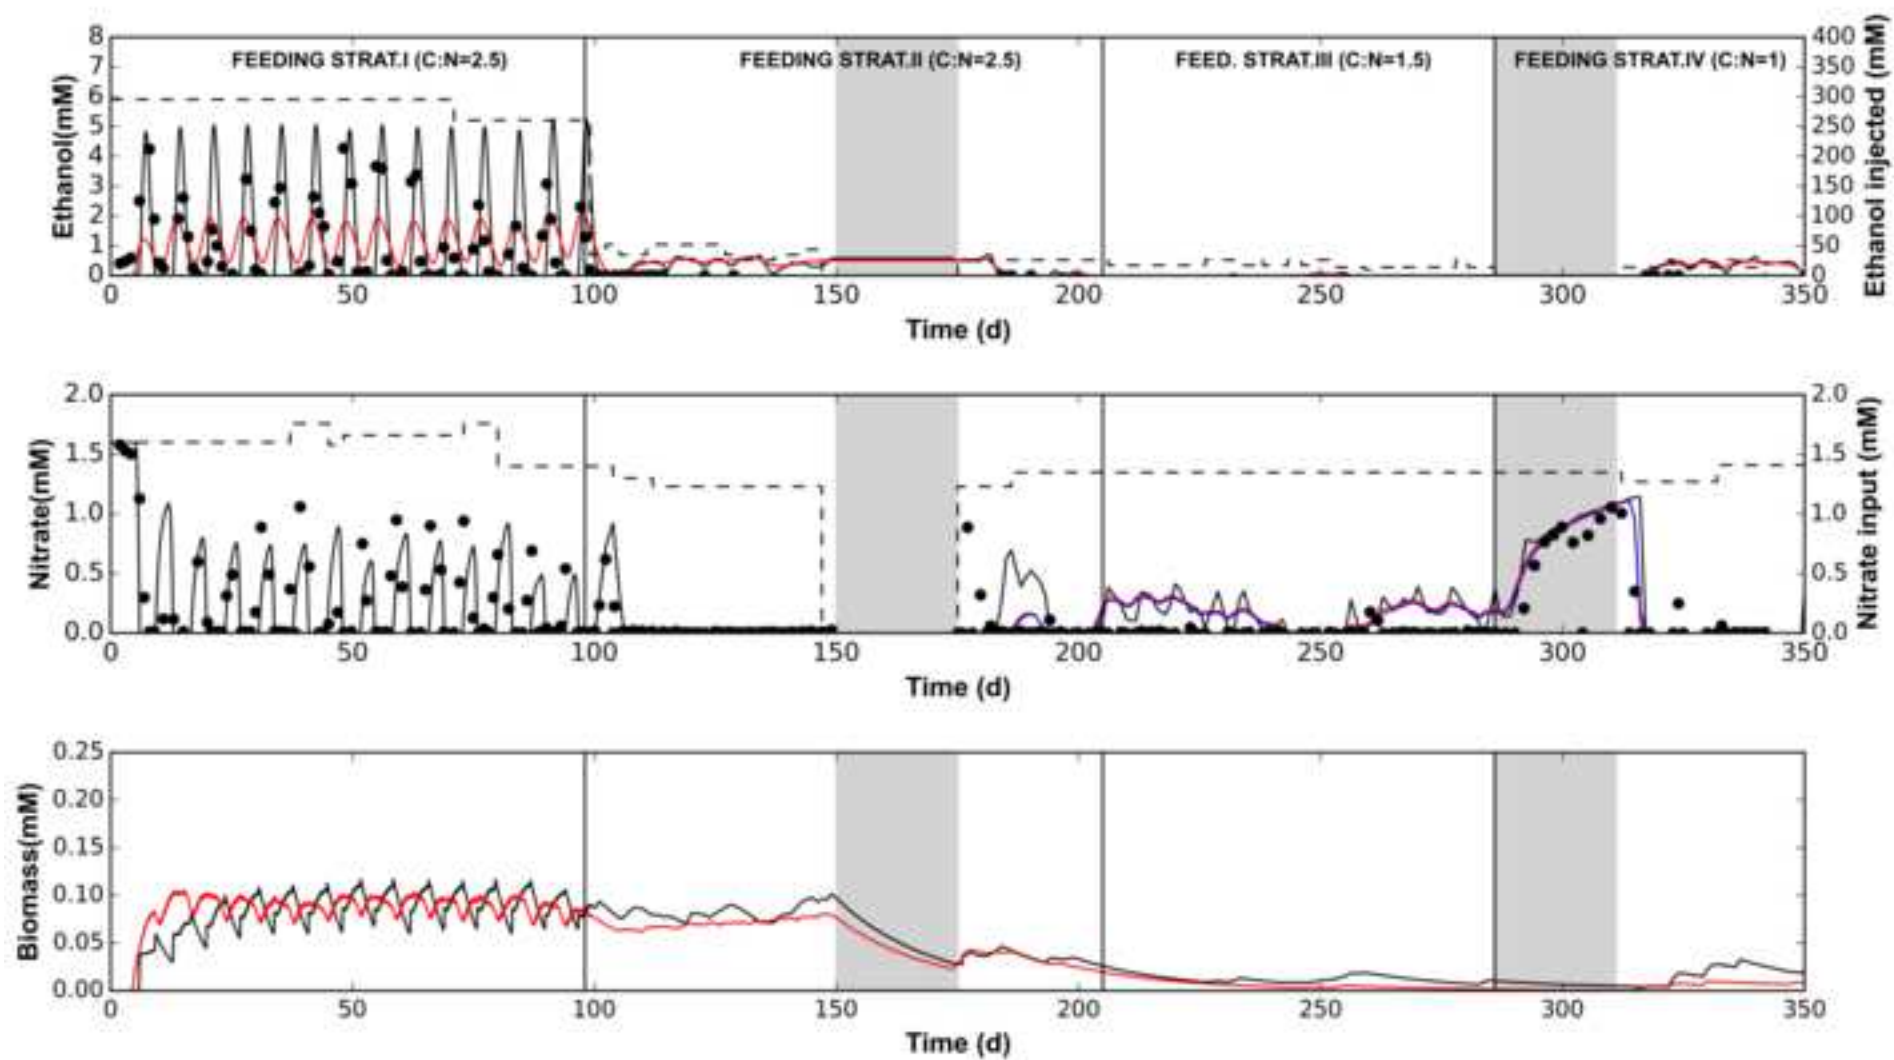 FEEDING STRAT.I (C:N=2.5) FEEDING STRAT.II (C:N=2.5) FEED. STRAT.III (C:N=1.5) FEEDING STRAT.IV (C:N=1)
Ethanol(mM)
8
7
6
5
4
3
2
1
0
400
350
300
250
200
150
100
50
0
Ethanol injected (mM)
0 50 100 150 200 250 300 350
Time (d)
Nitrate(mM)
2.0
1.5
1.0
0.5
0.0
2.0
1.5
1.0
0.5
0.0
Nitrate input (mM)
0 50 100 150 200 250 300 350
Time (d)
Biomass(mM)
0.25
0.20
0.15
0.10
0.05
0.00
0 50 100 150 200 250 300 350
Time (d)